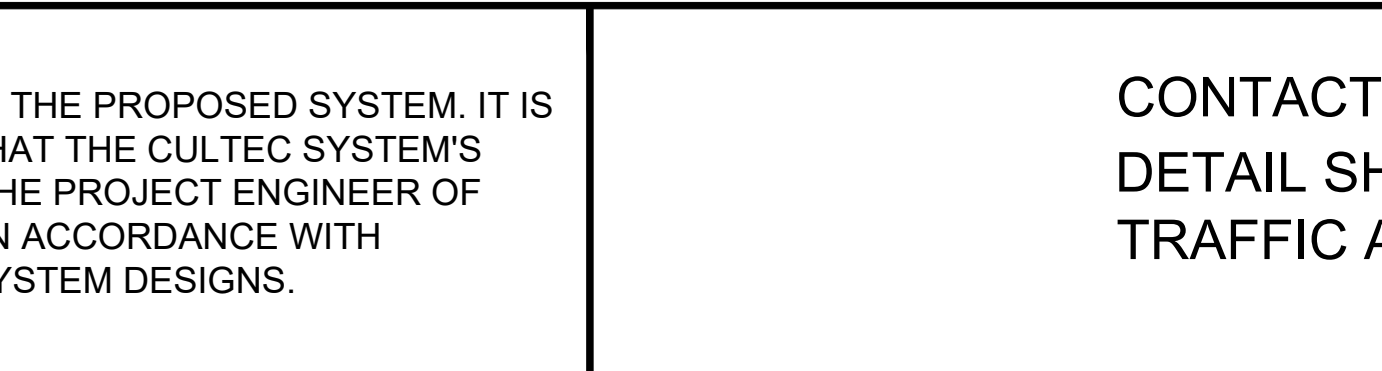 THE PROPOSED SYSTEM. IT IS
HAT THE CULTEC SYSTEM'S
HE PROJECT ENGINEER OF
N ACCORDANCE WITH
YSTEM DESIGNS.
CONTACT
DETAIL SH
TRAFFIC A